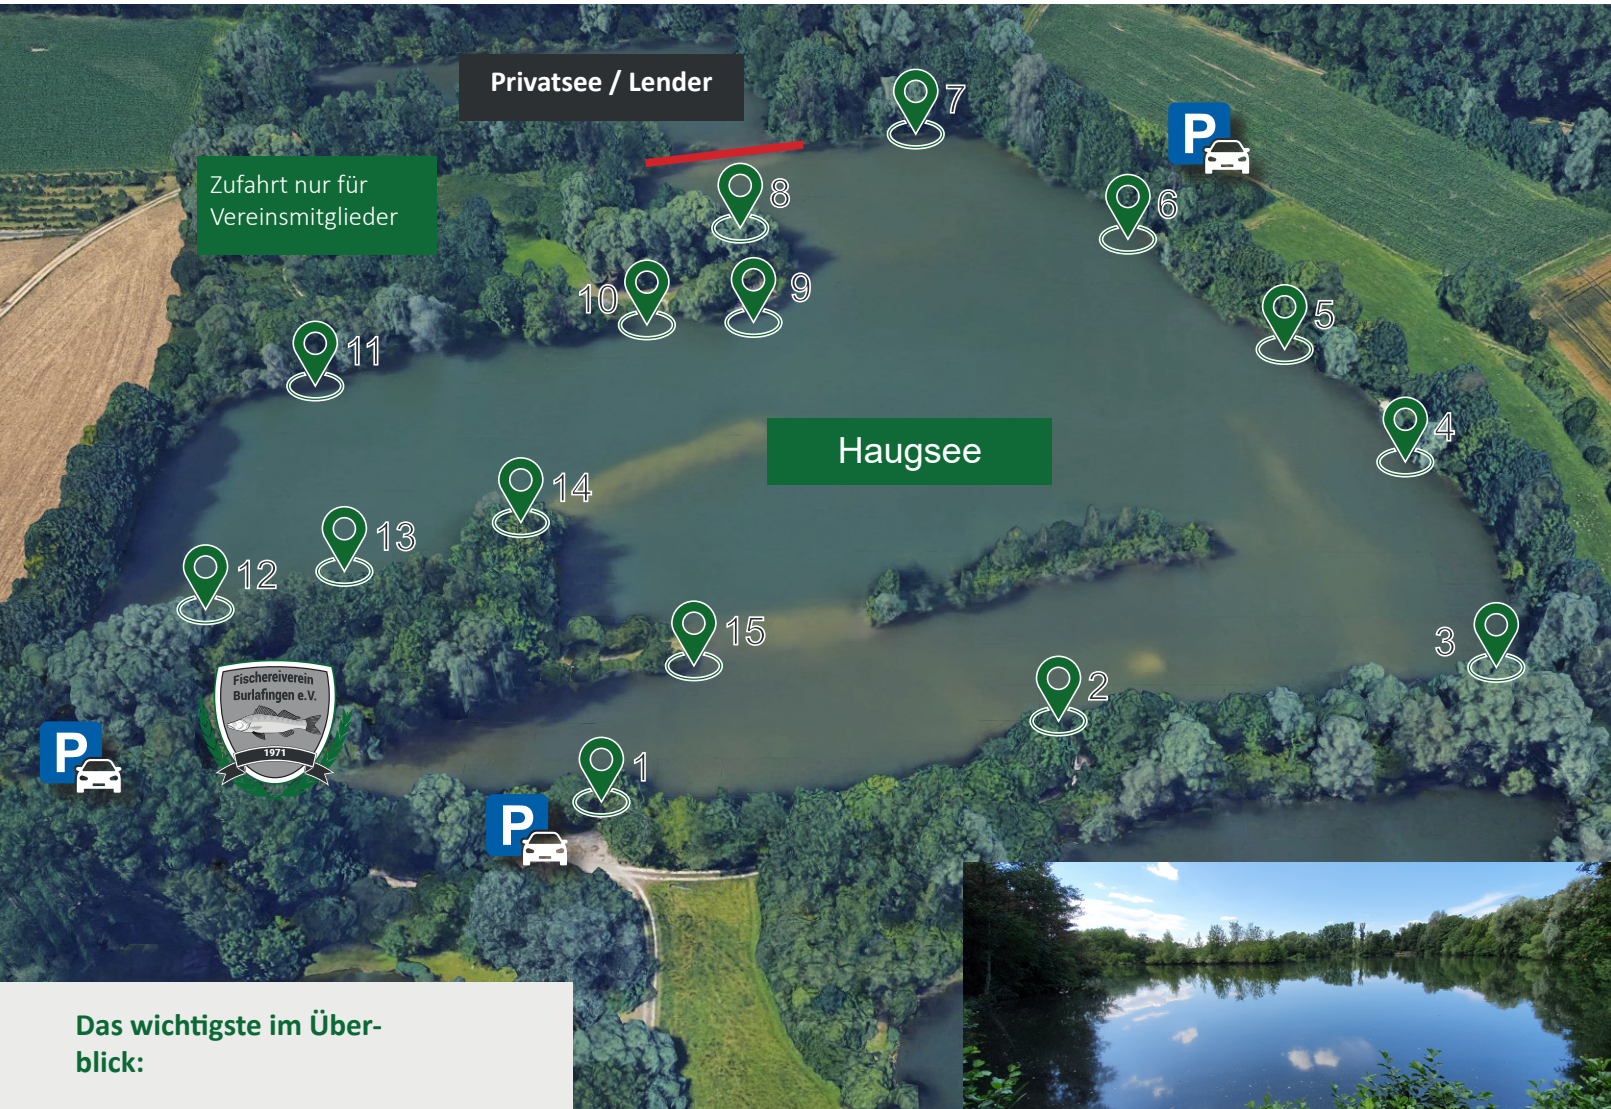 Privatsee / Lender
7
P
Zufahrt nur für
Vereinsmitglieder
8
6
10
9
5
11
4
Haugsee
14
13
12
15
3
2
Fischereiverein
Burlafingen e.V.
1971
P
1
P
Das wichtigste im Über-
blick: